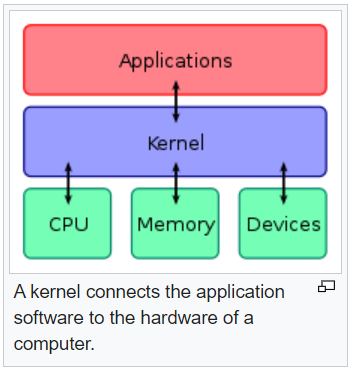 Applications
Kernel
CPU Memory Devices
A kernel connects the application
software to the hardware of a
computer.